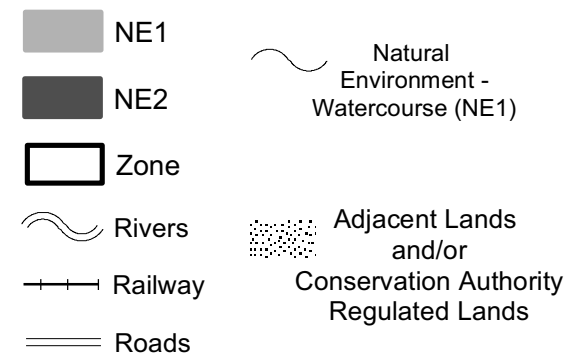 NE1
NE2
Zone
Rivers
Railway
Roads
Natural
Environment -
Watercourse (NE1)
Adjacent Lands
and/or
Conservation Authority
Regulated Lands